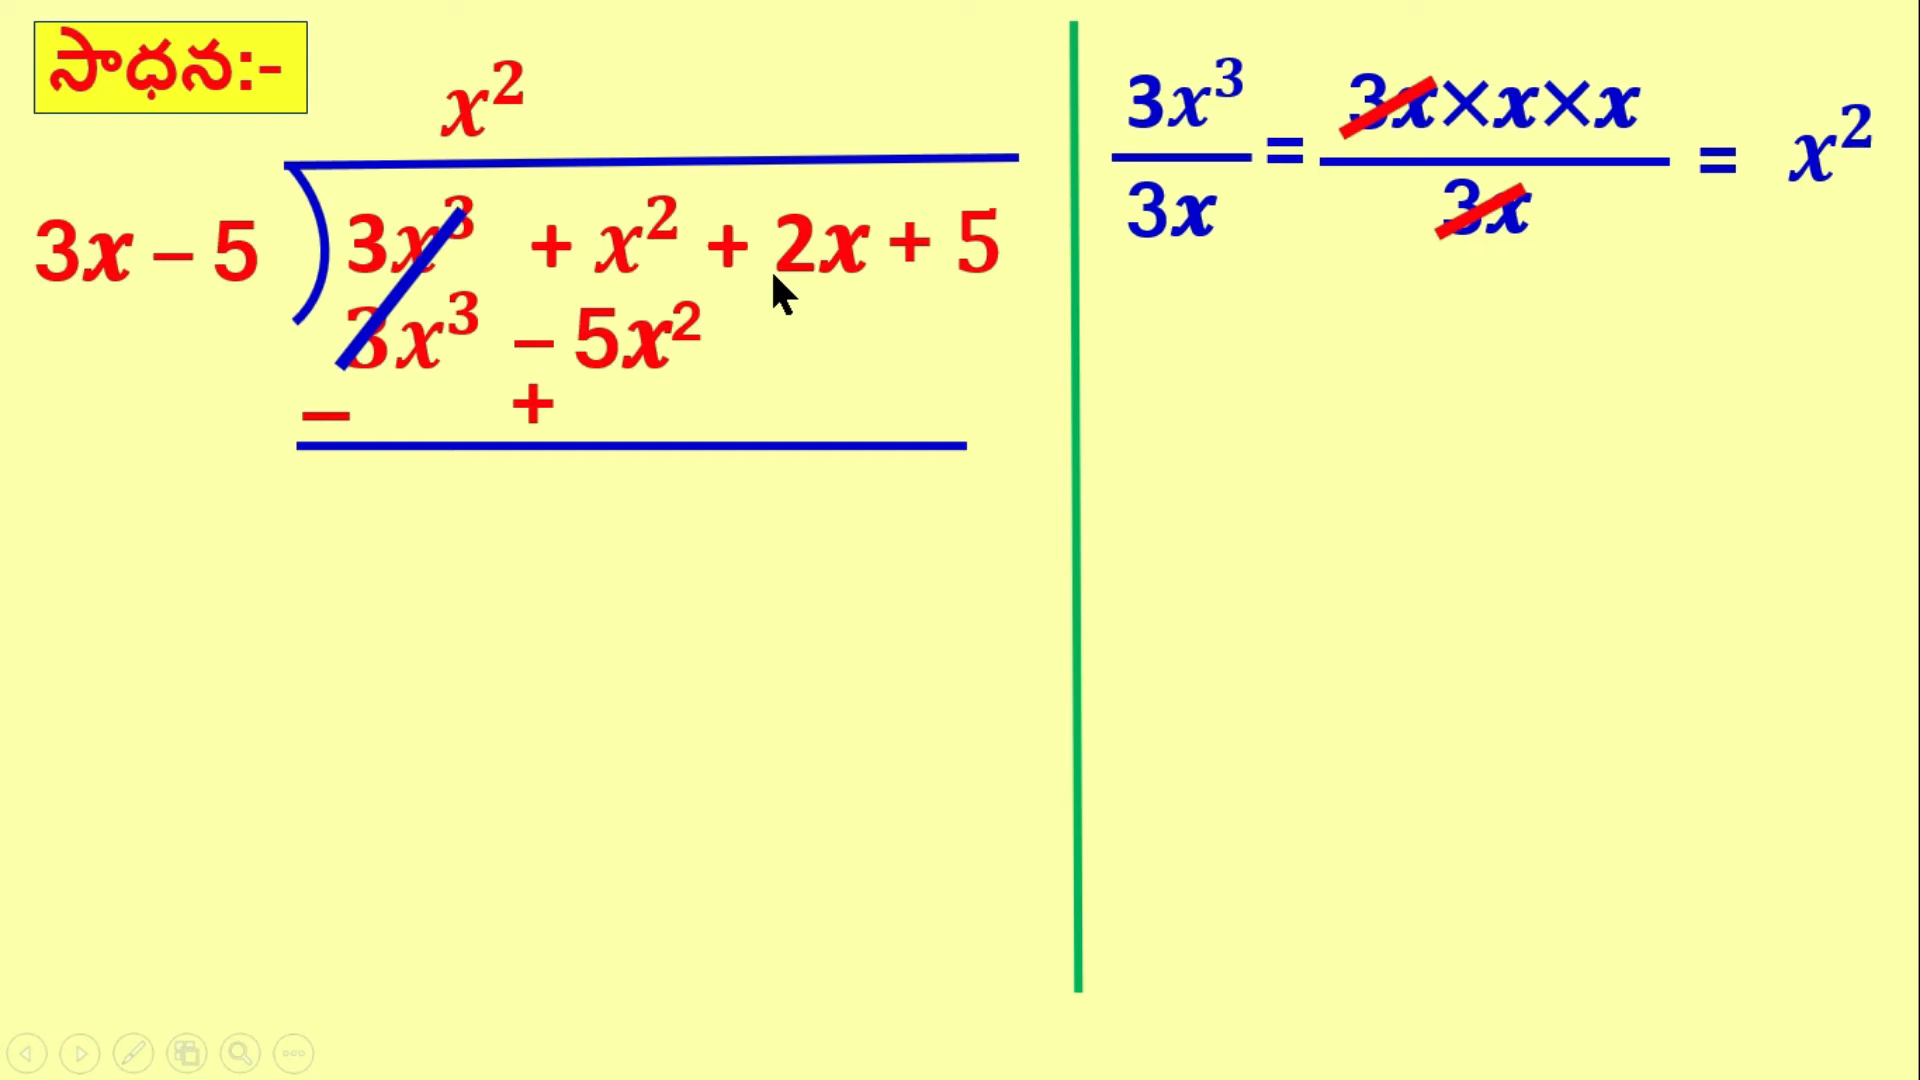 సాధన:-
x²
3x – 5
3x³ + x² + 2x + 5
3x³ – 5x²
– +
3x³/3x = 3x×x×x/3x = x²